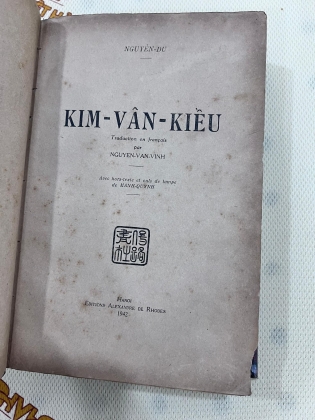 NGUYỄN-DU
KIM-VÂN-KIỀU
Traduction en français
par
NGUYEN-VAN-VINH
Avec hors-texte et culs de lampe
de MANH-QUYNH
HANOI
EDITIONS ALEXANDRE DE RHODES
1942